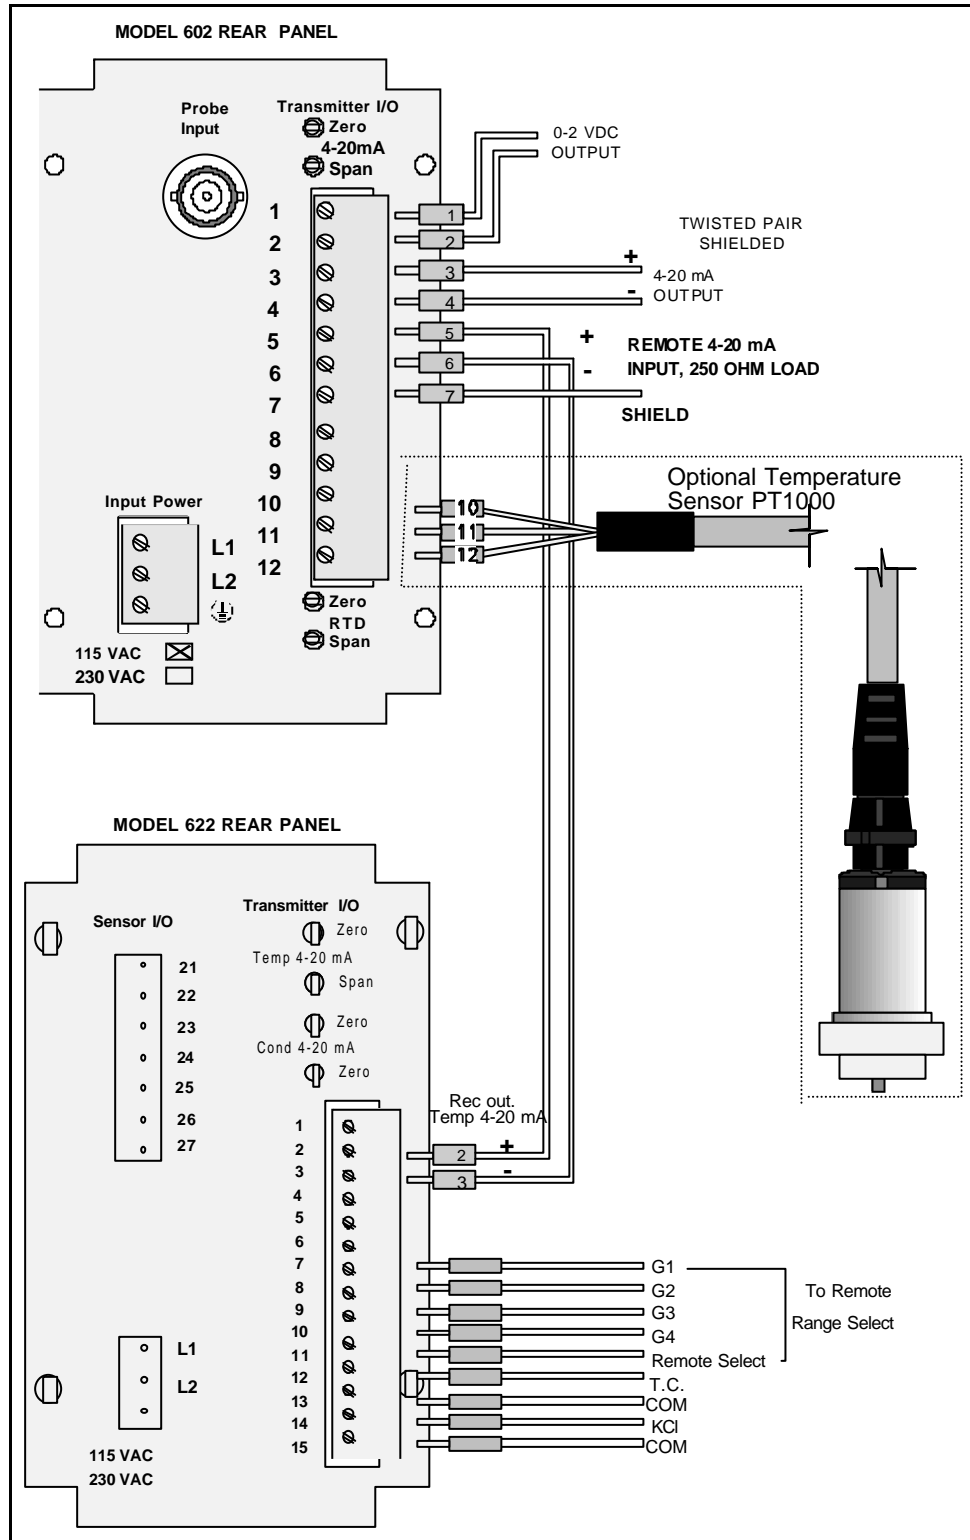 MODEL 602 REAR PANEL
Probe
Input
Transmitter I/O
Zero
4-20mA
Span
1
2
3
4
5
6
7
8
9
10
11
12
1
2
3
4
5
6
7
0-2 VDC
OUTPUT
TWISTED PAIR
SHIELDED
+
4-20 mA
-
OUTPUT
+
REMOTE 4-20 mA
-
INPUT, 250 OHM LOAD
SHIELD
Optional Temperature
Sensor PT1000
10
11
12
Input Power
L1
L2
Zero
RTD
Span
115 VAC
230 VAC
MODEL 622 REAR PANEL
Sensor I/O
21
22
23
24
25
26
27
Transmitter I/O
Zero
Temp 4-20 mA
Span
Zero
Cond 4-20 mA
Zero
Rec out.
Temp 4-20 mA
+
-
1
2
3
4
5
6
7
8
9
10
11
12
13
14
15
2
3
G1
G2
G3
G4
Remote Select
T.C.
COM
KCl
COM
To Remote
Range Select
L1
L2
115 VAC
230 VAC